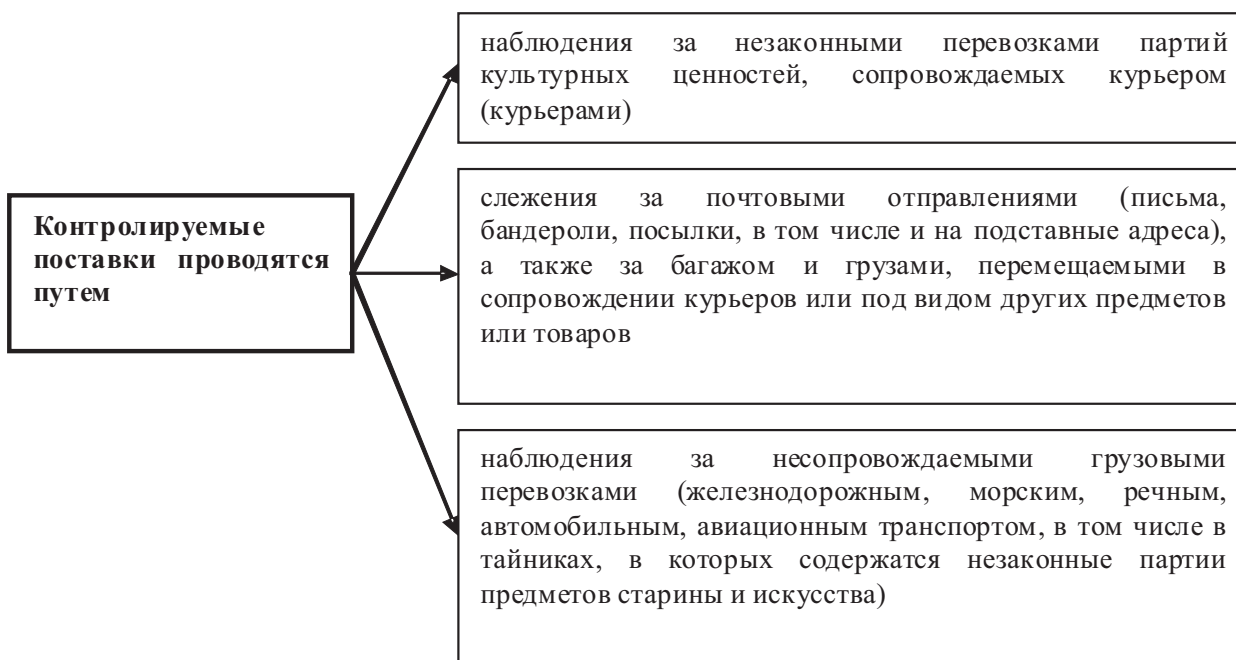 наблюдения за незаконными перевозками партий
культурных ценностей, сопровождаемых курьером
(курьерами)
Контролируемые
поставки проводятся
путем
слежения за почтовыми отправлениями (письма,
бандероли, посылки, в том числе и на подставные адреса),
а также за багажом и грузами, перемещаемыми в
сопровождении курьеров или под видом других предметов
или товаров
наблюдения за несопровождаемыми грузовыми
перевозками (железнодорожным, морским, речным,
автомобильным, авиационным транспортом, в том числе в
тайниках, в которых содержатся незаконные партии
предметов старины и искусства)